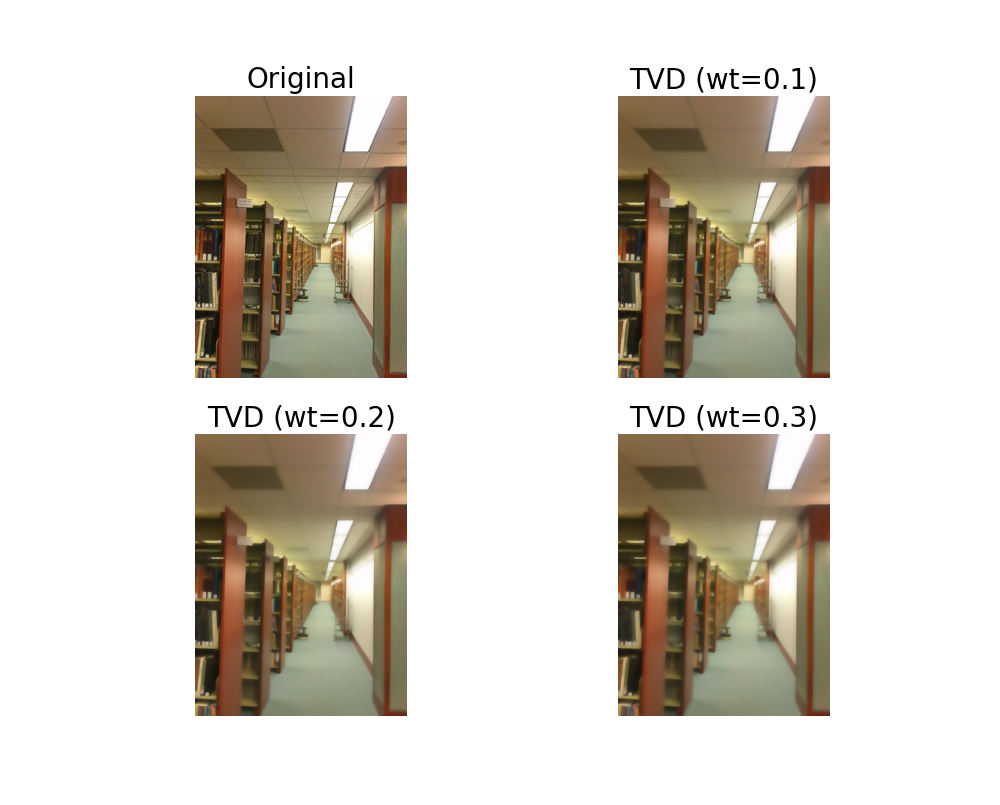 Original
TVD (wt=0.1)
TVD (wt=0.2)
TVD (wt=0.3)